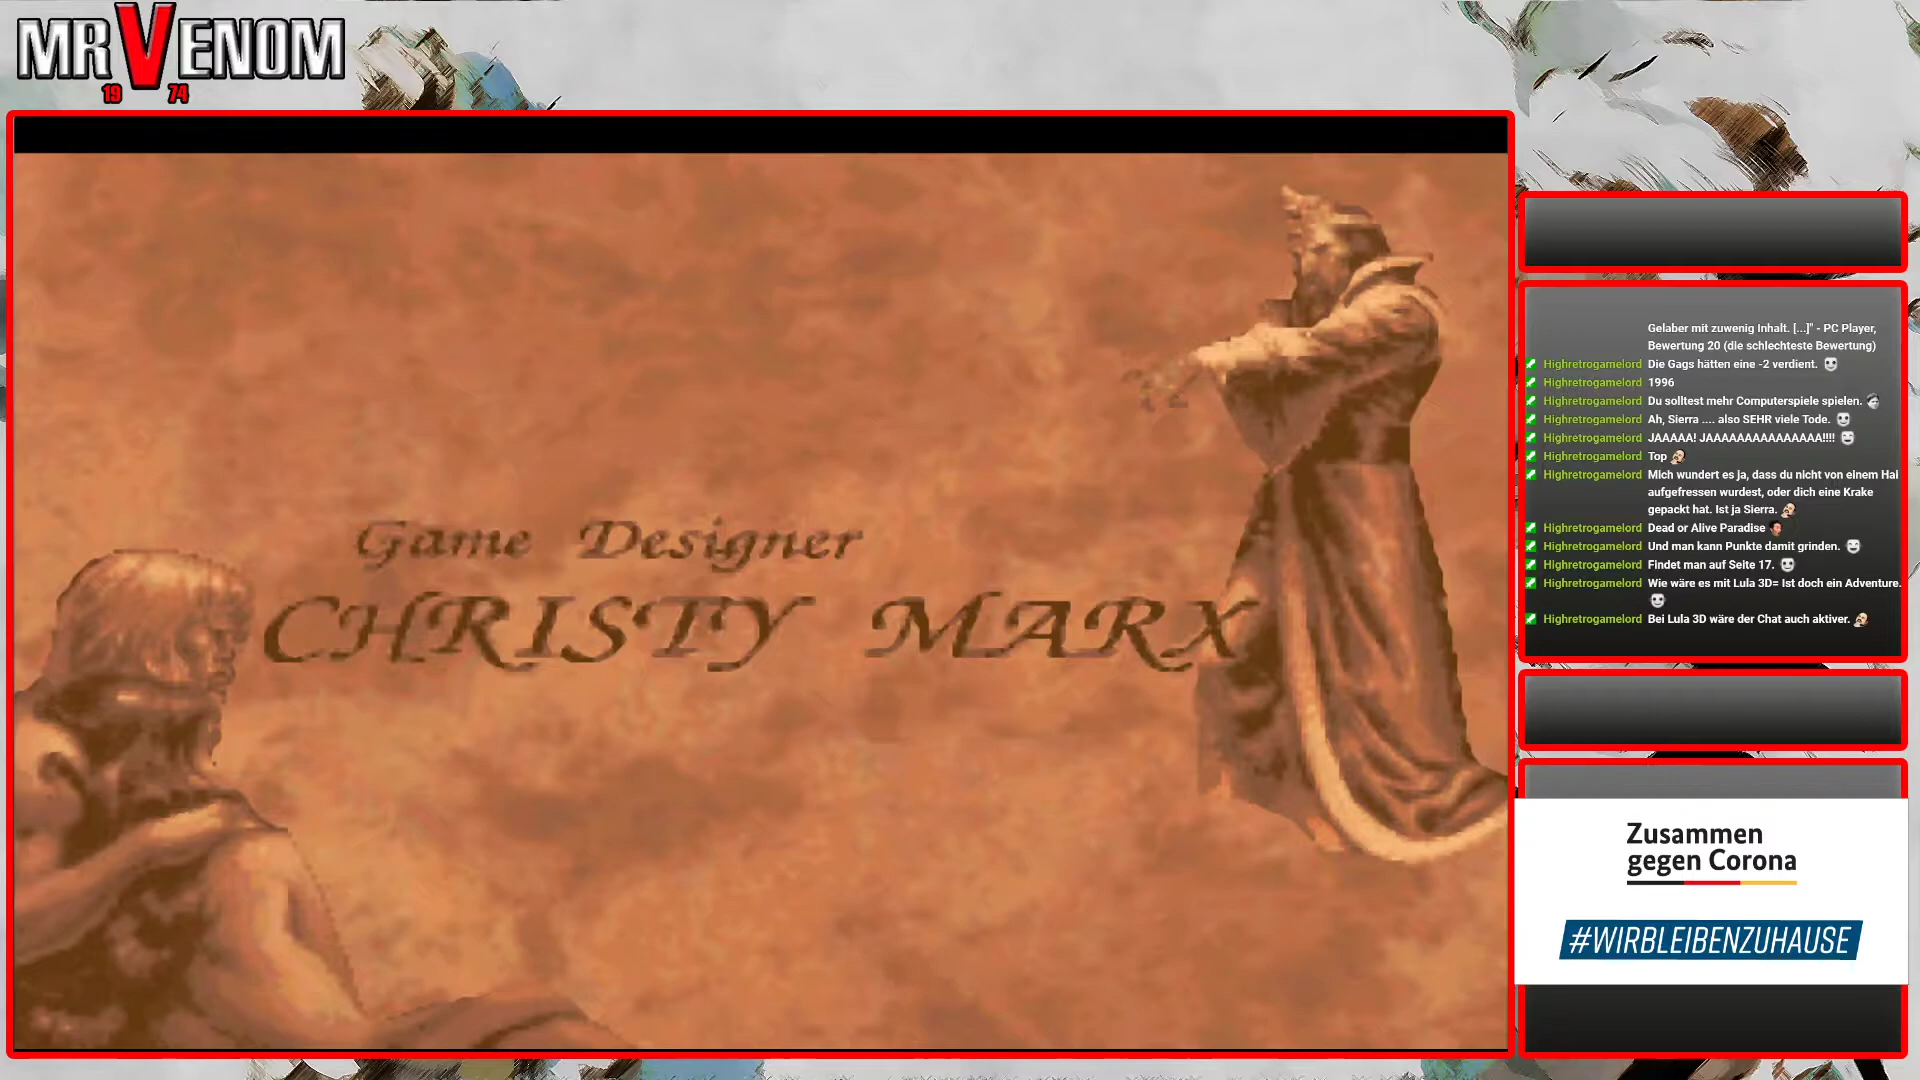 MR VENOM
19 74
Game Designer
CHRISTY MARX
Gelaber mit zuwenig Inhalt. [...]" - PC Player,
Bewertung 20 (die schlechteste Bewertung)
Highretrogamelord Die Gags hätten eine -2 verdient.
Highretrogamelord 1996
Highretrogamelord Du solltest mehr Computerspiele spielen.
Highretrogamelord Ah, Sierra .... also SEHR viele Tode.
Highretrogamelord JAAAAA! JAAAAAAAAAAAAAAA!!!!
Highretrogamelord Top
Highretrogamelord Mich wundert es ja, dass du nicht von einem Hai
aufgefressen wurdest, oder dich eine Krake
gepackt hat. Ist ja Sierra.
Highretrogamelord Dead or Alive Paradise
Highretrogamelord Und man kann Punkte damit grinden.
Highretrogamelord Findet man auf Seite 17.
Highretrogamelord Wie wäre es mit Lula 3D= Ist doch ein Adventure.
Highretrogamelord Bei Lula 3D wäre der Chat auch aktiver.
Zusammen
gegen Corona
#WIRBLEIBENZUHAUSE